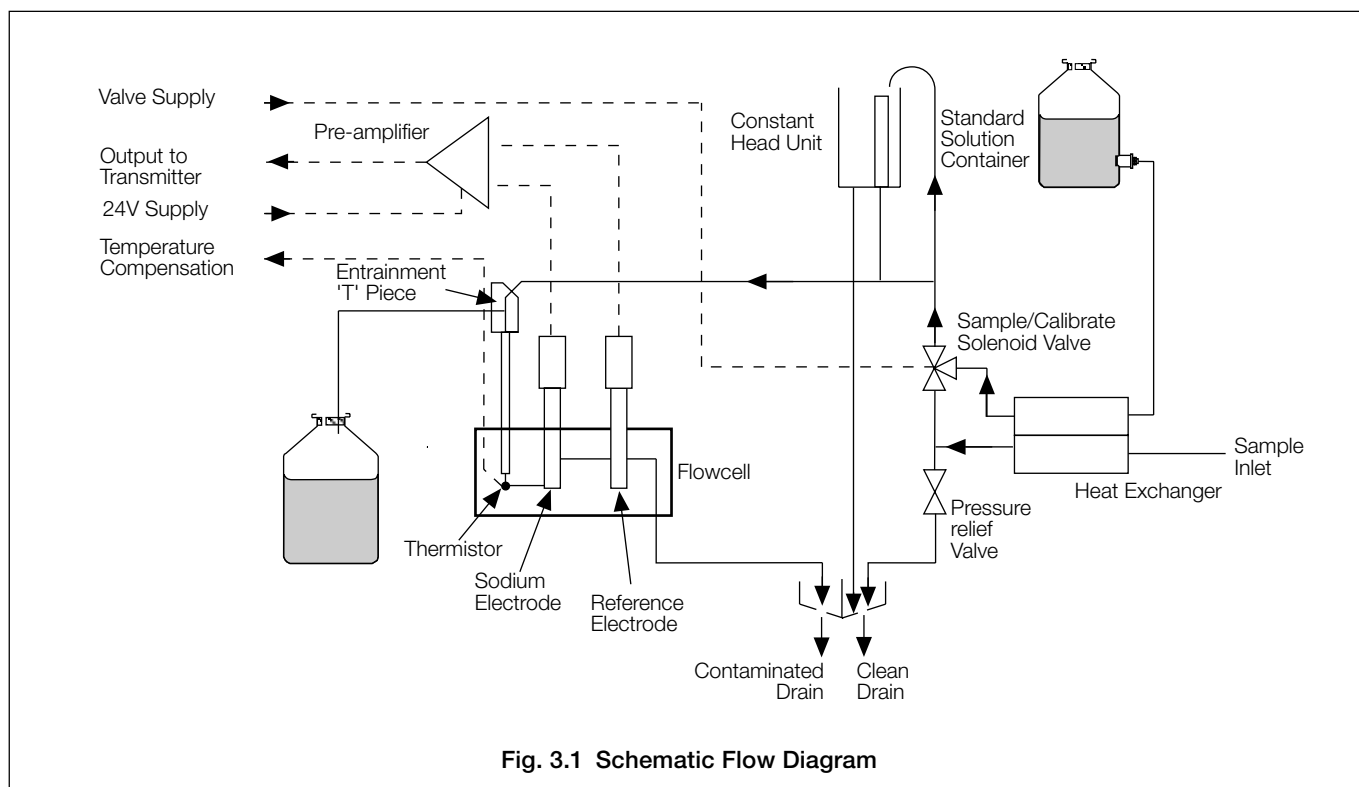 Valve Supply
Pre-amplifier
Output to
Transmitter
24V Supply
Temperature
Compensation
Entrainment
'T' Piece
Constant
Head Unit
Standard
Solution
Container
Sample/Calibrate
Solenoid Valve
Sample
Inlet
Heat Exchanger
Flowcell
Pressure
relief
Valve
Thermistor
Sodium
Electrode
Reference
Electrode
Contaminated
Drain
Clean
Drain
Fig. 3.1 Schematic Flow Diagram